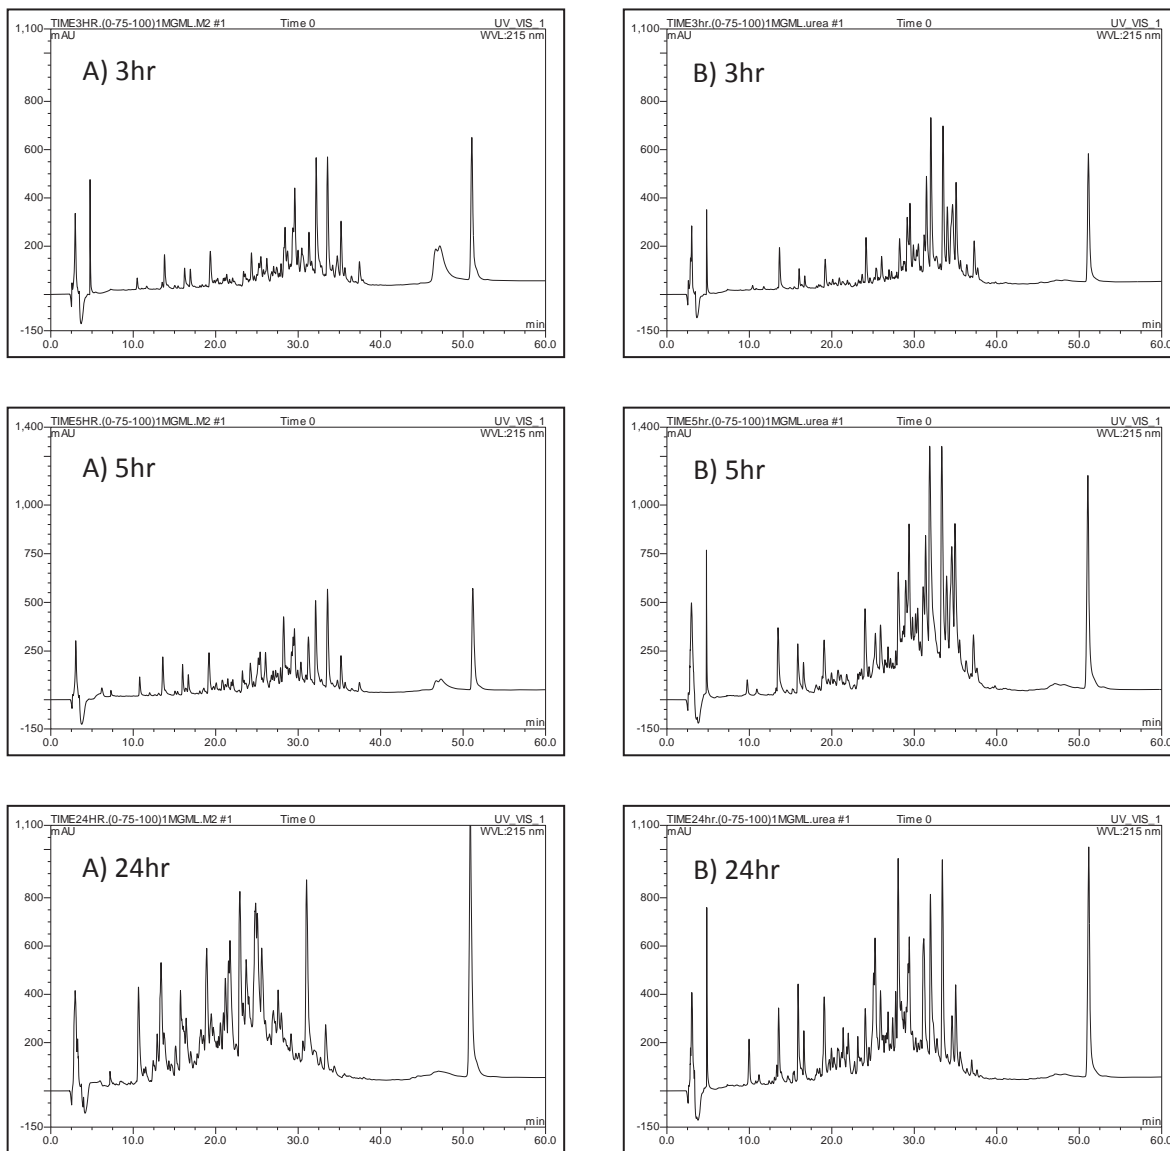 TIME3HR.(0-75-100)1MGML.M2 #1 Time 0 UV_VIS_1
1,100
mAU WVL:215 nm
A) 3hr
800
600
400
200
-150
min
0.0 10.0 20.0 30.0 40.0 50.0 60.0
TIME3hr.(0-75-100)1MGML.urea #1 Time 0 UV_VIS_1
1,100
mAU WVL:215 nm
B) 3hr
800
600
400
200
-150
min
0.0 10.0 20.0 30.0 40.0 50.0 60.0
TIME5HR.(0-75-100)1MGML.M2 #1 Time 0 UV_VIS_1
1,400
mAU WVL:215 nm
A) 5hr
1,000
750
500
250
-150
min
0.0 10.0 20.0 30.0 40.0 50.0 60.0
TIME5hr.(0-75-100)1MGML.urea #1 Time 0 UV_VIS_1
1,400
mAU WVL:215 nm
B) 5hr
1,000
750
500
250
-150
min
0.0 10.0 20.0 30.0 40.0 50.0 60.0
TIME24HR.(0-75-100)1MGML.M2 #1 Time 0 UV_VIS_1
1,100
mAU WVL:215 nm
A) 24hr
800
600
400
200
-150
min
0.0 10.0 20.0 30.0 40.0 50.0 60.0
TIME24hr.(0-75-100)1MGML.urea #1 Time 0 UV_VIS_1
1,100
mAU WVL:215 nm
B) 24hr
800
600
400
200
-150
min
0.0 10.0 20.0 30.0 40.0 50.0 60.0